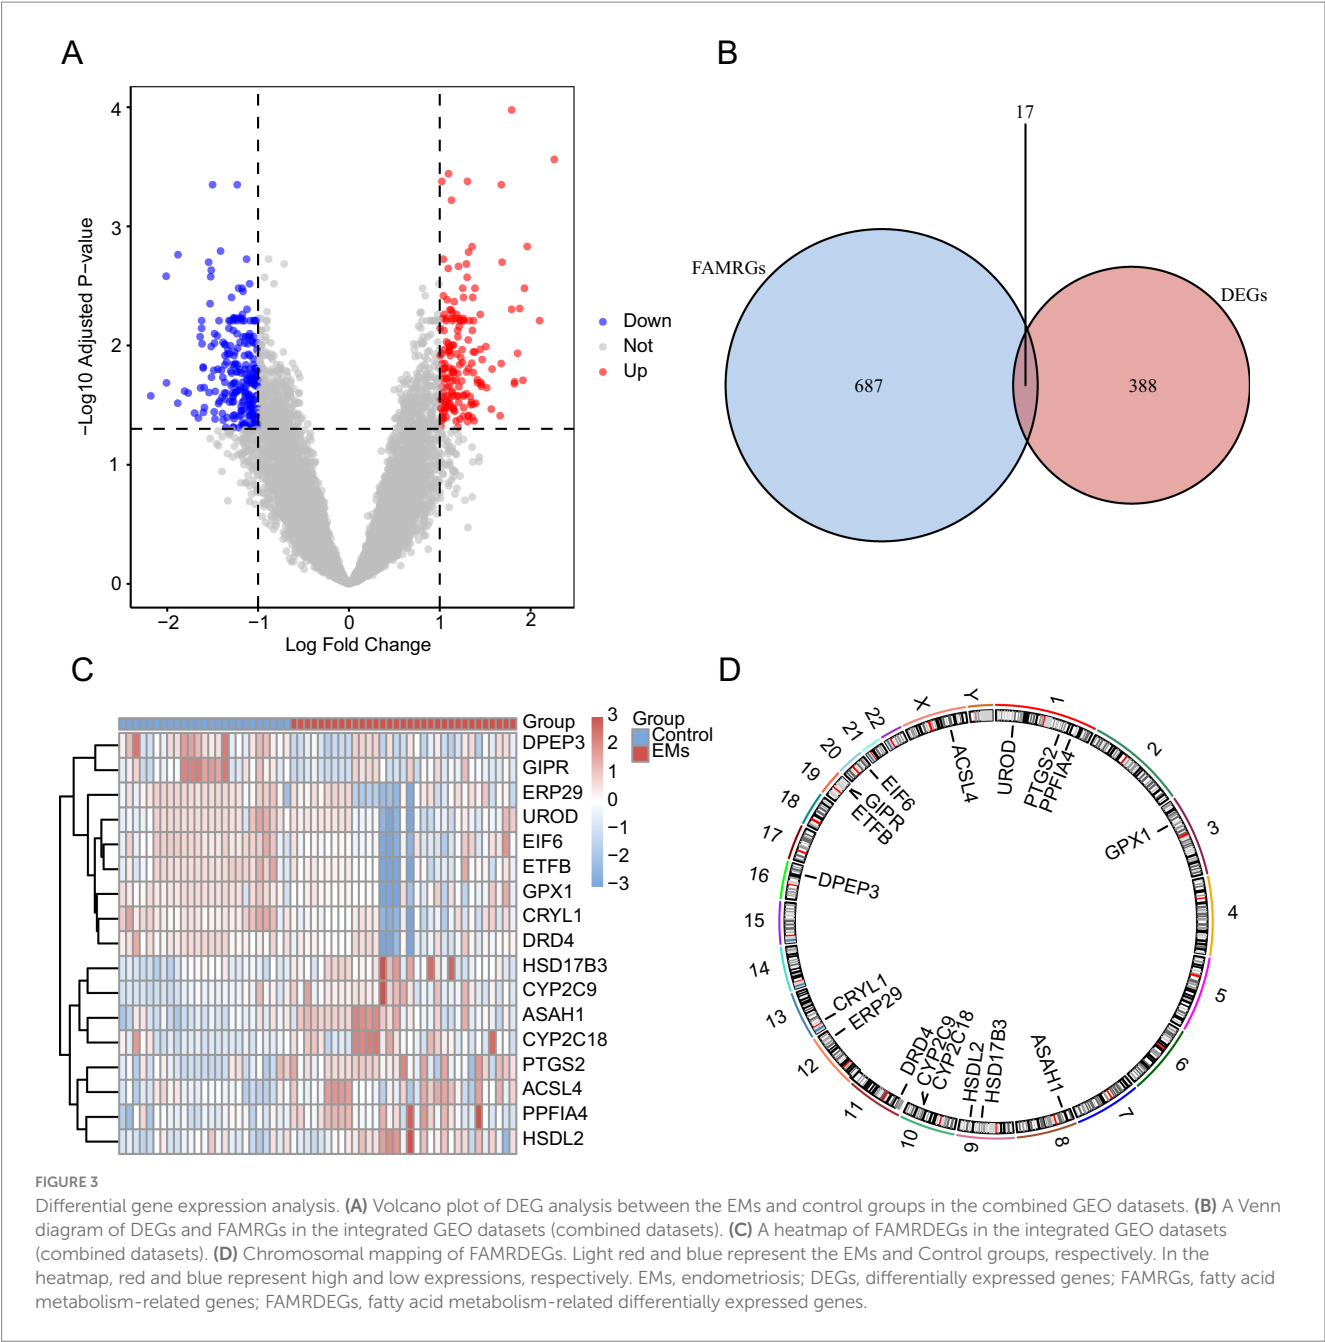 A
−Log10 Adjusted P−value
4
3
2
1
0
−2
−1
0
1
2
Log Fold Change
Down
Not
Up
B
17
FAMRGs
DEGs
687
388
C
Group
DPEP3
GIPR
ERP29
UROD
EIF6
ETFB
GPX1
CRYL1
DRD4
HSD17B3
CYP2C9
ASAH1
CYP2C18
PTGS2
ACSL4
PPFIA4
HSDL2
3
2
1
0
−1
−2
−3
Group
Control
EMs
D
1
2
3
4
5
6
7
8
9
10
11
12
13
14
15
16
17
18
19
20
21
22
X
Y
UROD
PTGS2
PPFIA4
GPX1
ASAH1
HSD17B3
HSDL2
CYP2C18
CYP2C9
DRD4
ERP29
CRYL1
DPEP3
ETFB
GIPR
EIF6
ACSL4
FIGURE 3
Differential gene expression analysis. (A) Volcano plot of DEG analysis between the EMs and control groups in the combined GEO datasets. (B) A Venn
diagram of DEGs and FAMRGs in the integrated GEO datasets (combined datasets). (C) A heatmap of FAMRDEGs in the integrated GEO datasets
(combined datasets). (D) Chromosomal mapping of FAMRDEGs. Light red and blue represent the EMs and Control groups, respectively. In the
heatmap, red and blue represent high and low expressions, respectively. EMs, endometriosis; DEGs, differentially expressed genes; FAMRGs, fatty acid
metabolism-related genes; FAMRDEGs, fatty acid metabolism-related differentially expressed genes.